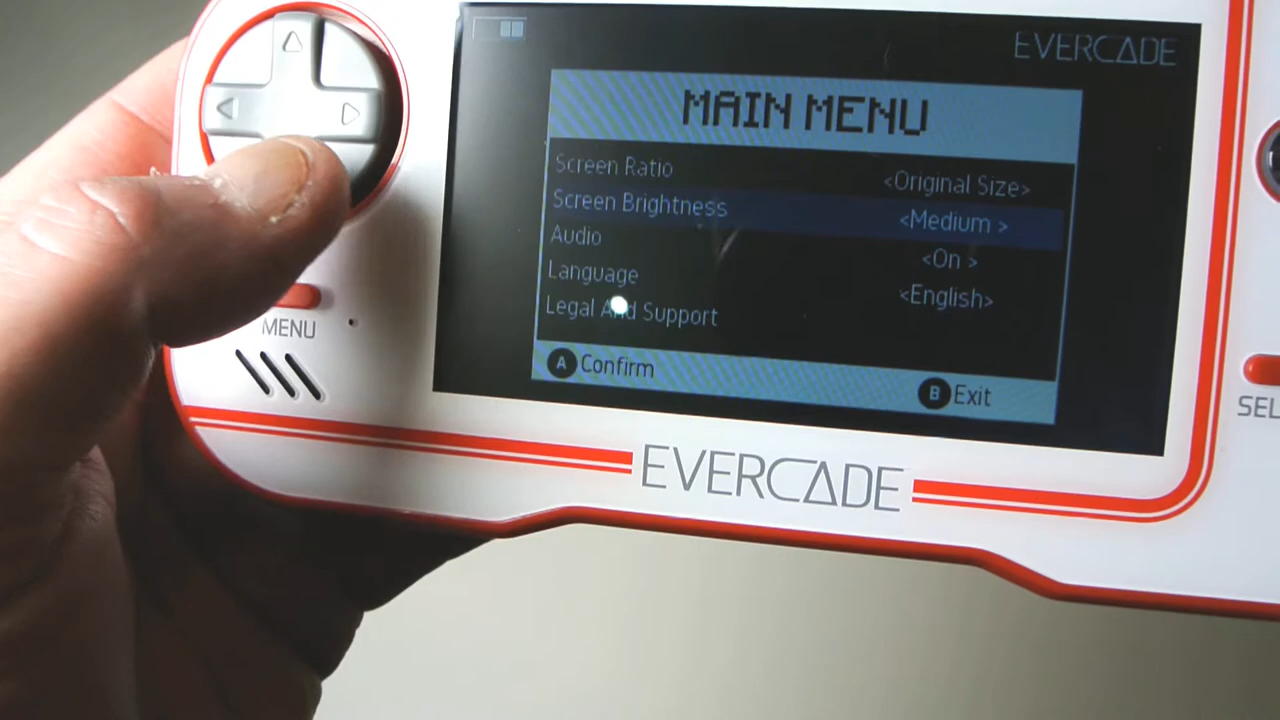 EVERCADE
MAIN MENU
Screen Ratio <Original Size>
Screen Brightness <Medium >
Audio <On >
Language <English>
Legal And Support
A Confirm B Exit
MENU
SEL
EVERCADE